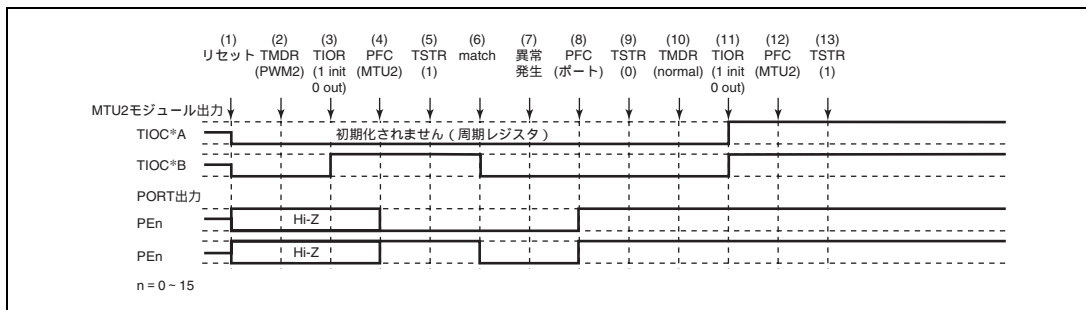 (1) (2) (3) (4) (5) (6) (7) (8) (9) (10) (11) (12) (13)
リセット TMDR TIOR PFC TSTR match 異常 PFC TSTR TMDR TIOR PFC TSTR
(PWM2) (1 init (MTU2) (1) 発生 (ポート) (0) (normal) (1 init (MTU2) (1)
0 out) 0 out)
MTU2モジュール出力
TIOC*A 初期化されません(周期レジスタ)
TIOC*B
PORT出力
PEn Hi-Z
PEn Hi-Z
n = 0 ~ 15